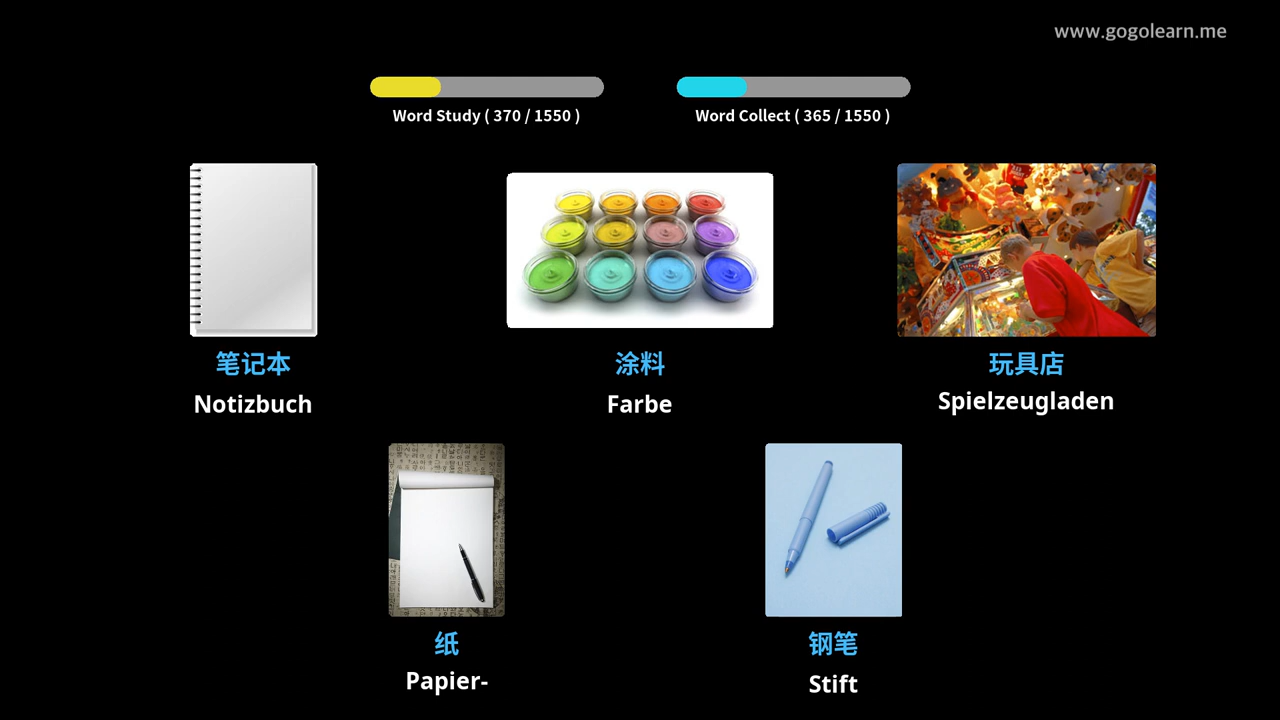 www.gogolearn.me
Word Study ( 370 / 1550 )
Word Collect ( 365 / 1550 )
笔记本
Notizbuch
涂料
Farbe
玩具店
Spielzeugladen
纸
Papier-
钢笔
Stift